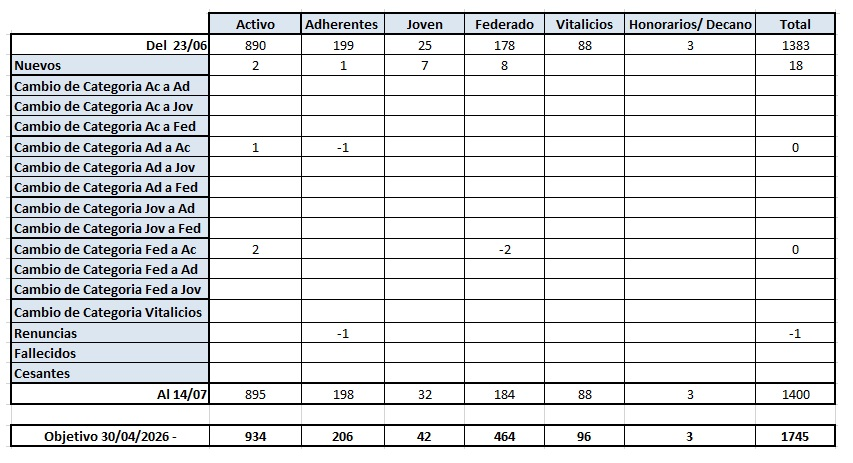 Activo Adherentes Joven Federado Vitalicios Honorarios/ Decano Total
Del 23/06 890 199 25 178 88 3 1383
Nuevos 2 1 7 8 18
Cambio de Categoria Ac a Ad
Cambio de Categoria Ac a Jov
Cambio de Categoria Ac a Fed
Cambio de Categoria Ad a Ac 1 -1 0
Cambio de Categoria Ad a Jov
Cambio de Categoria Ad a Fed
Cambio de Categoria Jov a Ad
Cambio de Categoria Jov a Fed
Cambio de Categoria Fed a Ac 2 -2 0
Cambio de Categoria Fed a Ad
Cambio de Categoria Fed a Jov
Cambio de Categoria Vitalicios
Renuncias -1 -1
Fallecidos
Cesantes
Al 14/07 895 198 32 184 88 3 1400
Objetivo 30/04/2026 - 934 206 42 464 96 3 1745